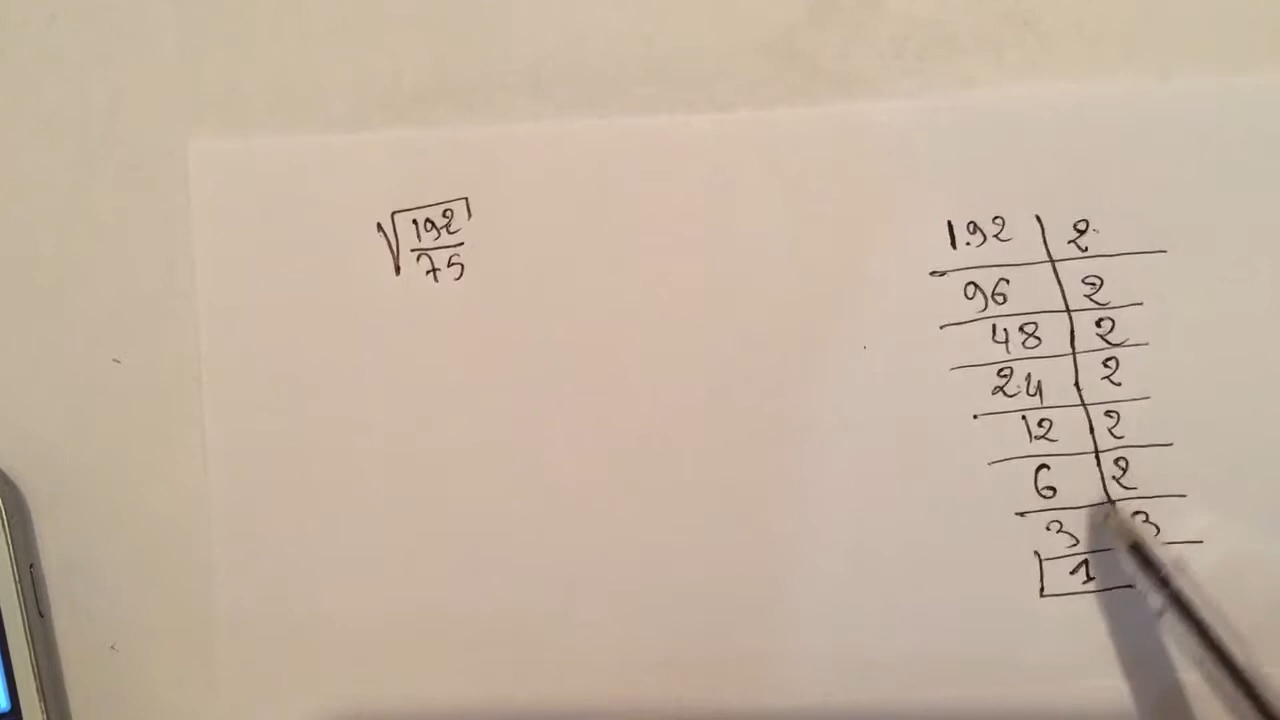 √(192/75)
192 | 2
96 | 2
48 | 2
24 | 2
12 | 2
6 | 2
3 | 3
1